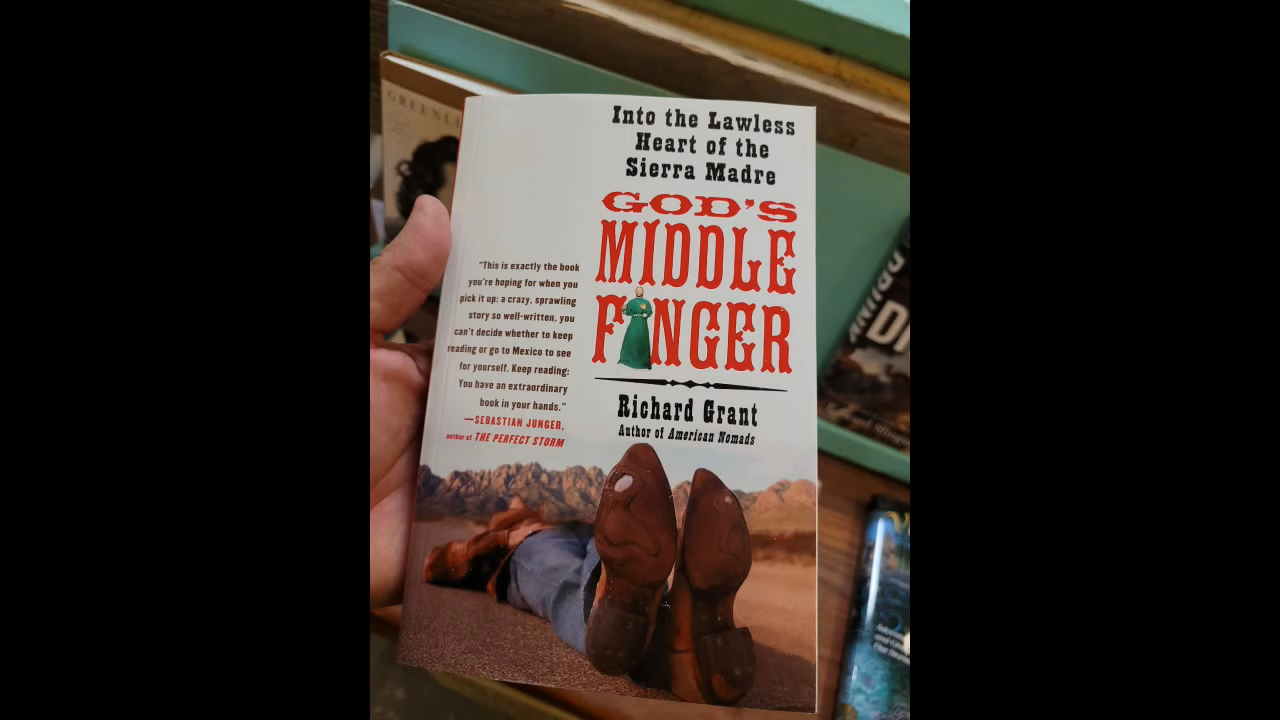 Into the Lawless
Heart of the
Sierra Madre
GOD'S
MIDDLE
FINGER
"This is exactly the book
you're hoping for when you
pick it up: a crazy, sprawling
story so well-written, you
can't decide whether to keep
reading or go to Mexico to see
for yourself. Keep reading:
You have an extraordinary
book in your hands."
—SEBASTIAN JUNGER,
author of THE PERFECT STORM
Richard Grant
Author of American Nomads